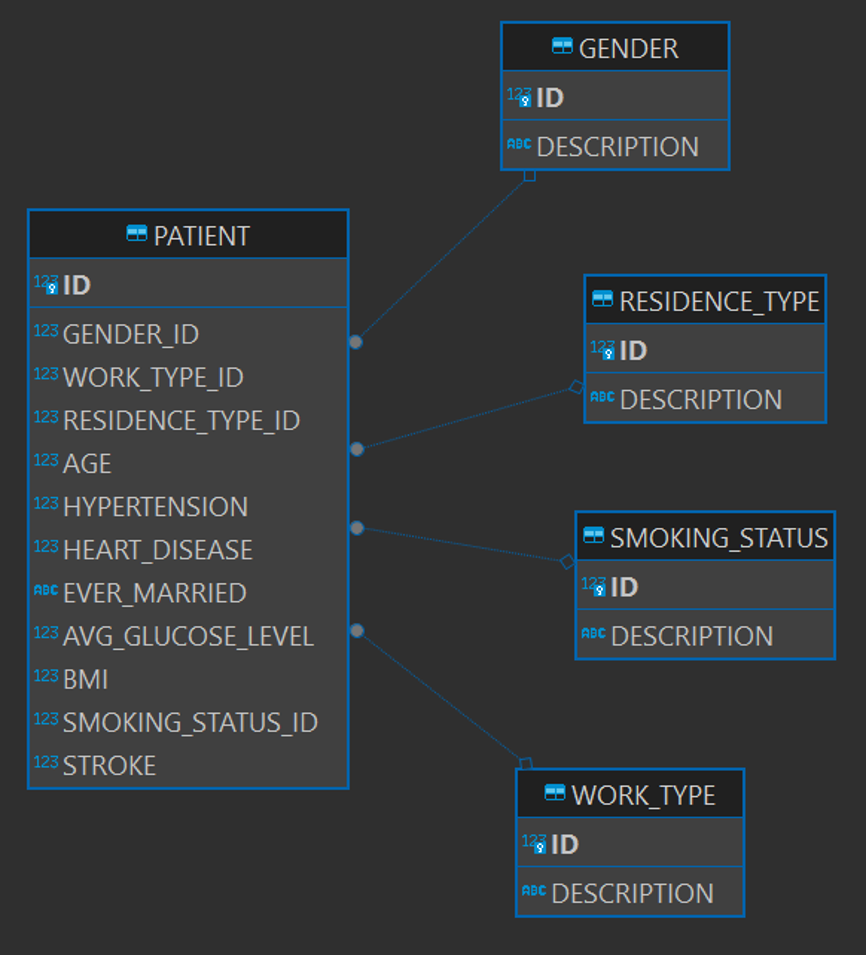 GENDER
123 ID
ABC DESCRIPTION
PATIENT
123 ID
123 GENDER_ID
123 WORK_TYPE_ID
123 RESIDENCE_TYPE_ID
123 AGE
123 HYPERTENSION
123 HEART_DISEASE
ABC EVER_MARRIED
123 AVG_GLUCOSE_LEVEL
123 BMI
123 SMOKING_STATUS_ID
123 STROKE
RESIDENCE_TYPE
123 ID
ABC DESCRIPTION
SMOKING_STATUS
123 ID
ABC DESCRIPTION
WORK_TYPE
123 ID
ABC DESCRIPTION